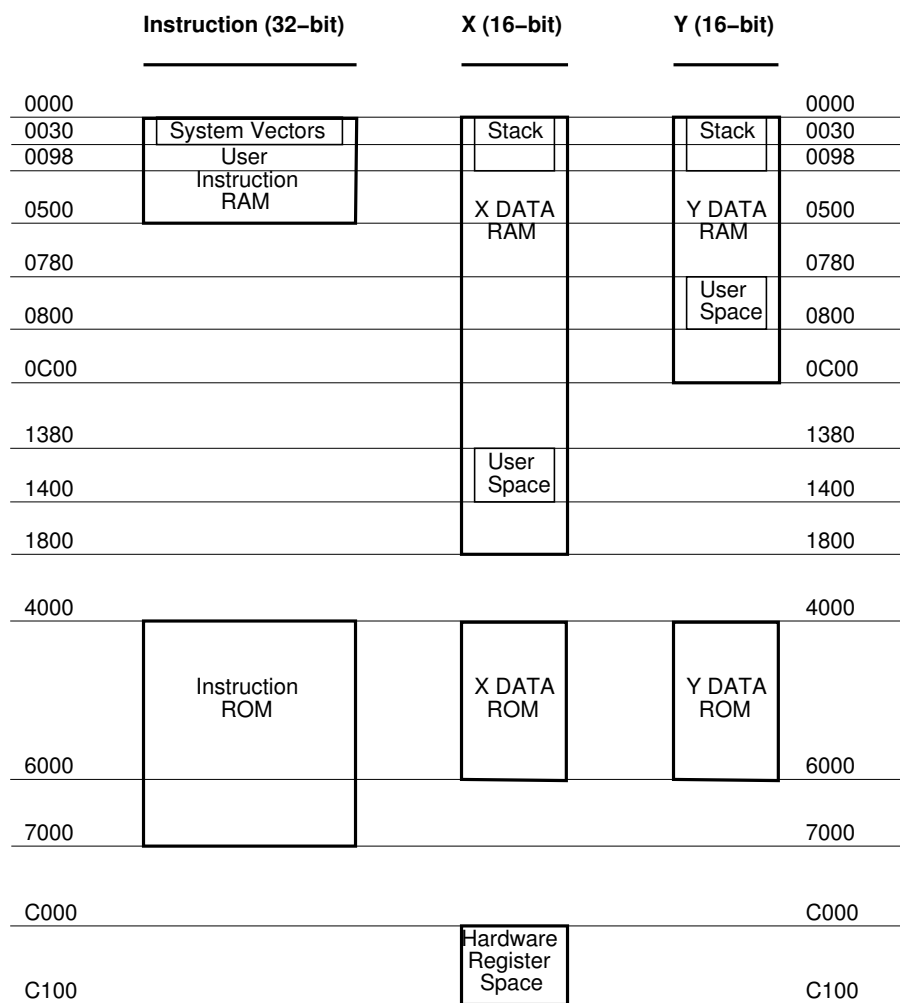 Instruction (32−bit) X (16−bit) Y (16−bit)
0000 0000
0030 System Vectors Stack Stack 0030
0098 User 0098
Instruction
RAM
0500 X DATA Y DATA 0500
RAM RAM
0780 0780
User
0800 Space 0800
0C00 0C00
1380 1380
User
1400 Space 1400
1800 1800
4000 4000
Instruction X DATA Y DATA
ROM ROM ROM
6000 6000
7000 7000
C000 C000
Hardware
Register
Space
C100 C100